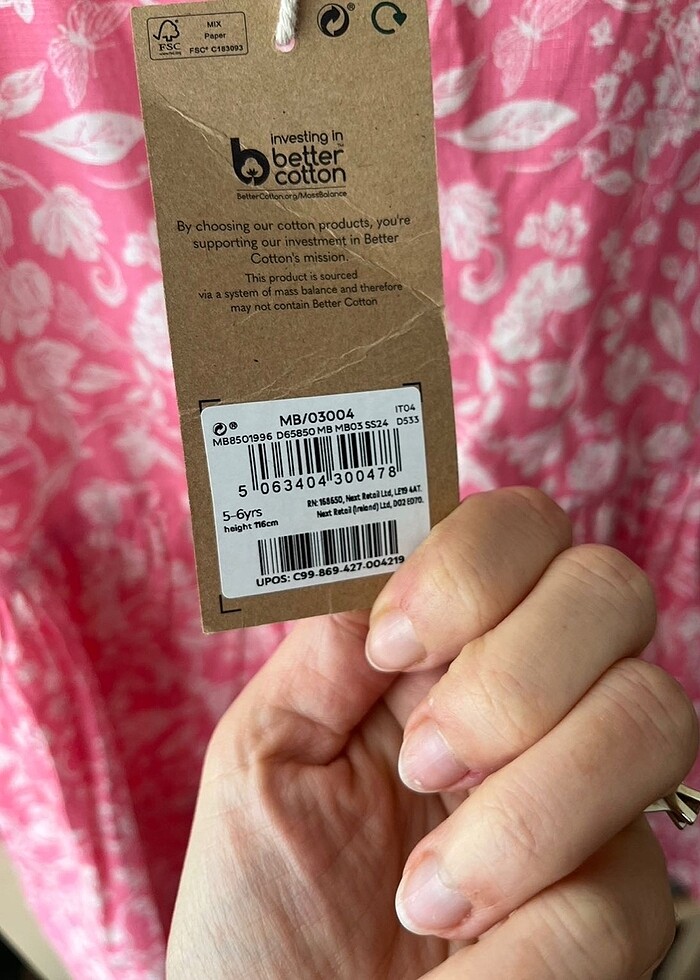 FSC
MIX
Paper
FSC® C183093
investing in
better
cotton
BetterCotton.org/MassBalance
By choosing our cotton products, you're
supporting our investment in Better
Cotton's mission.
This product is sourced
via a system of mass balance and therefore
may not contain Better Cotton
MB/03004
IT04
MB8501996 D65850 MB MB03 SS24 D533
5 063404 300478
5-6yrs
height 116cm
RN: 158650, Next Retail Ltd, LE19 4AT.
Next Retail (Ireland) Ltd, D02 ED70.
UPOS: C99-869-427-004219